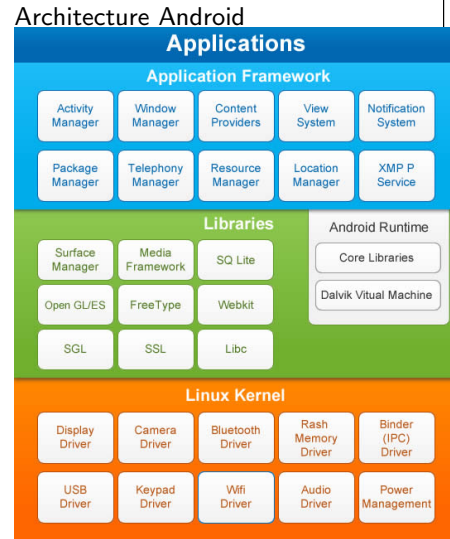 Architecture Android
Applications
Application Framework
Activity Manager
Window Manager
Content Providers
View System
Notification System
Package Manager
Telephony Manager
Resource Manager
Location Manager
XMP P Service
Libraries
Surface Manager
Media Framework
SQ Lite
Open GL/ES
FreeType
Webkit
SGL
SSL
Libc
Android Runtime
Core Libraries
Dalvik Vitual Machine
Linux Kernel
Display Driver
Camera Driver
Bluetooth Driver
Rash Memory Driver
Binder (IPC) Driver
USB Driver
Keypad Driver
Wifi Driver
Audio Driver
Power Management